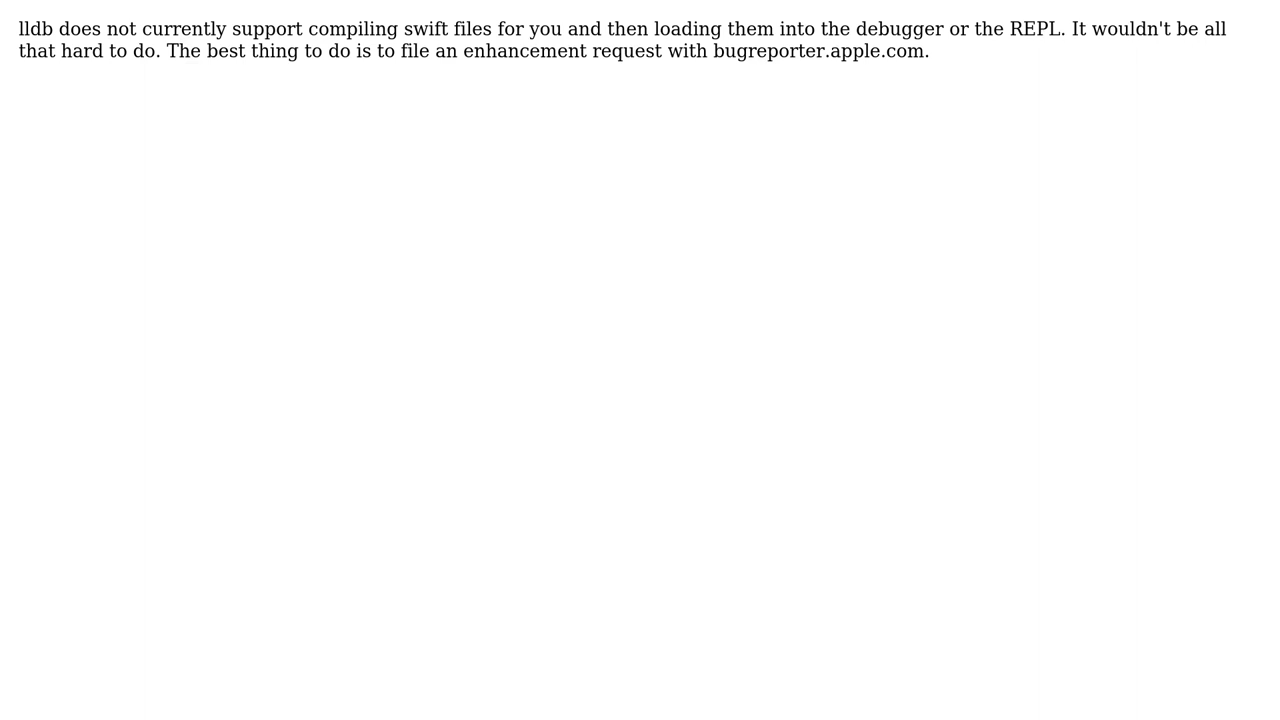 lldb does not currently support compiling swift files for you and then loading them into the debugger or the REPL. It wouldn't be all
that hard to do. The best thing to do is to file an enhancement request with bugreporter.apple.com.